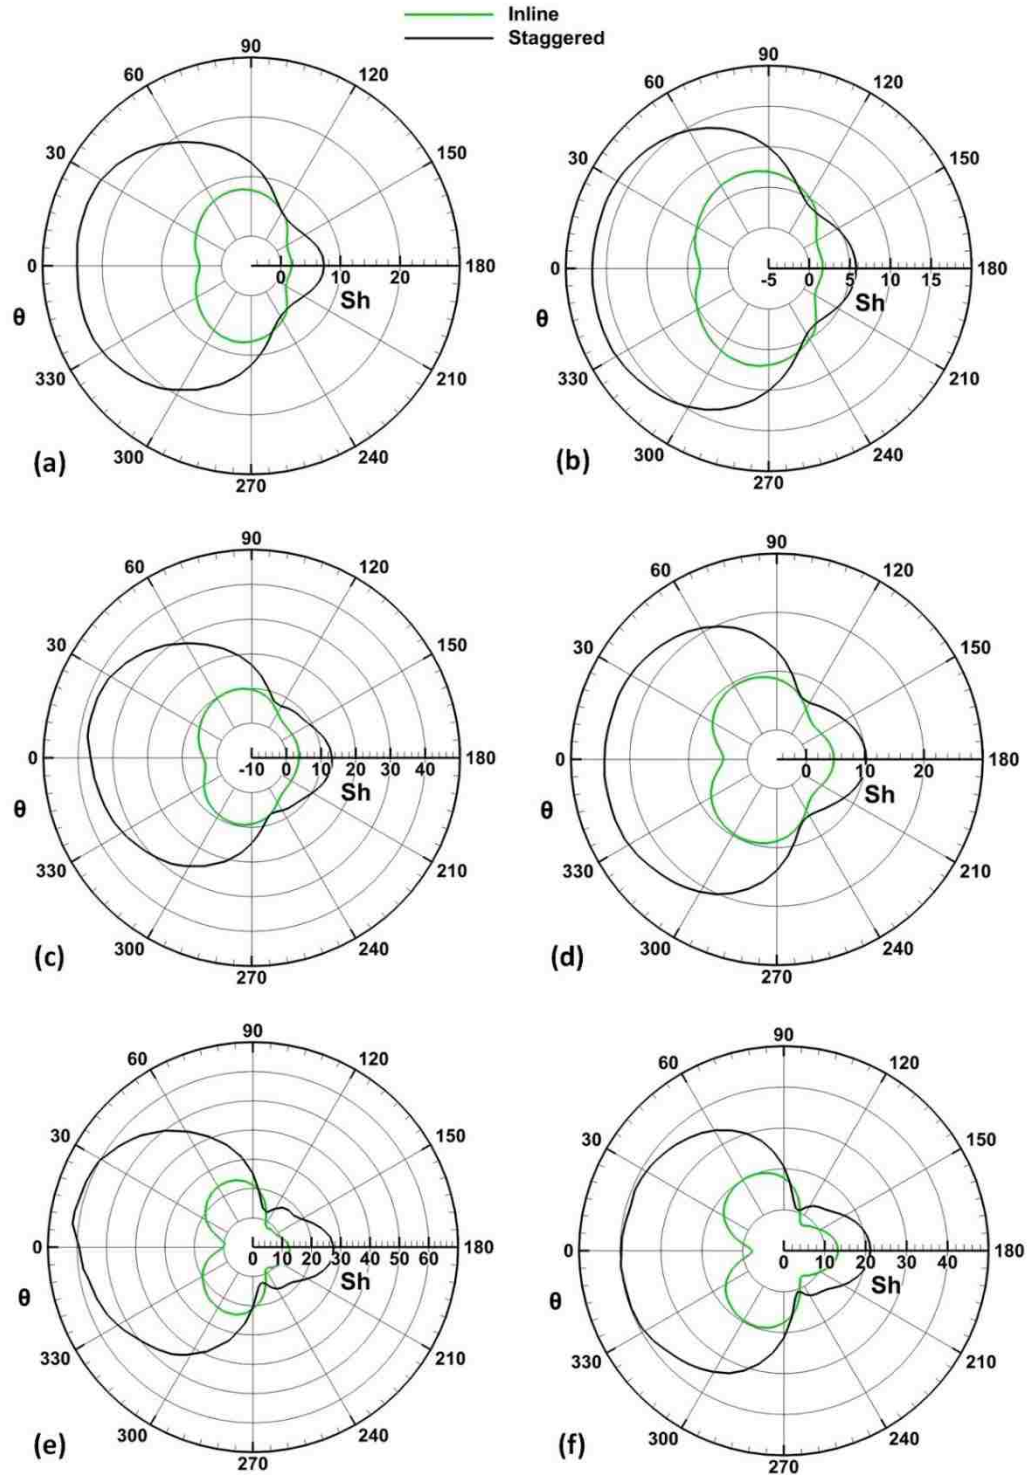 Inline
Staggered
90 90
60 120 60 120
30 150 30 150
0 0 10 20 180 0 -5 0 5 10 15 180
θ Sh θ Sh
330 210 330 210
(a) 300 240 (b) 300 240
270 270
90 90
60 120 60 120
30 150 30 150
0 -10 0 10 20 30 40 180 0 0 10 20 180
θ Sh θ Sh
330 210 330 210
(c) 300 240 (d) 300 240
270 270
90 90
60 120 60 120
30 150 30 150
0 0 10 20 30 40 50 60 180 0 0 10 20 30 40 180
θ Sh θ Sh
330 210 330 210
(e) 300 240 (f) 300 240
270 270